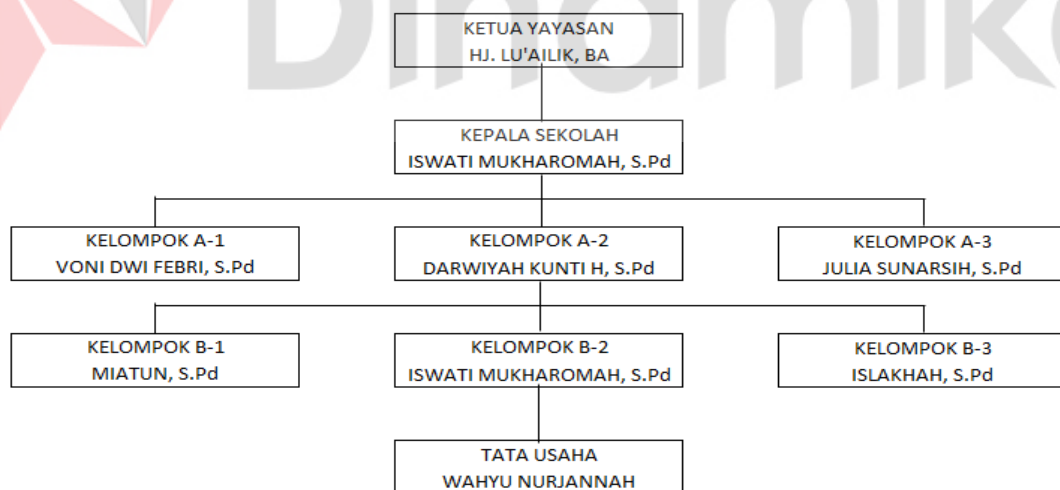 Dinamika
KETUA YAYASAN
HJ. LU'AILIK, BA
KEPALA SEKOLAH
ISWATI MUKHAROMAH, S.Pd
KELOMPOK A-1
VONI DWI FEBRI, S.Pd
KELOMPOK A-2
DARWIYAH KUNTI H, S.Pd
KELOMPOK A-3
JULIA SUNARSIH, S.Pd
KELOMPOK B-1
MIATUN, S.Pd
KELOMPOK B-2
ISWATI MUKHAROMAH, S.Pd
KELOMPOK B-3
ISLAKHAH, S.Pd
TATA USAHA
WAHYU NURJANNAH